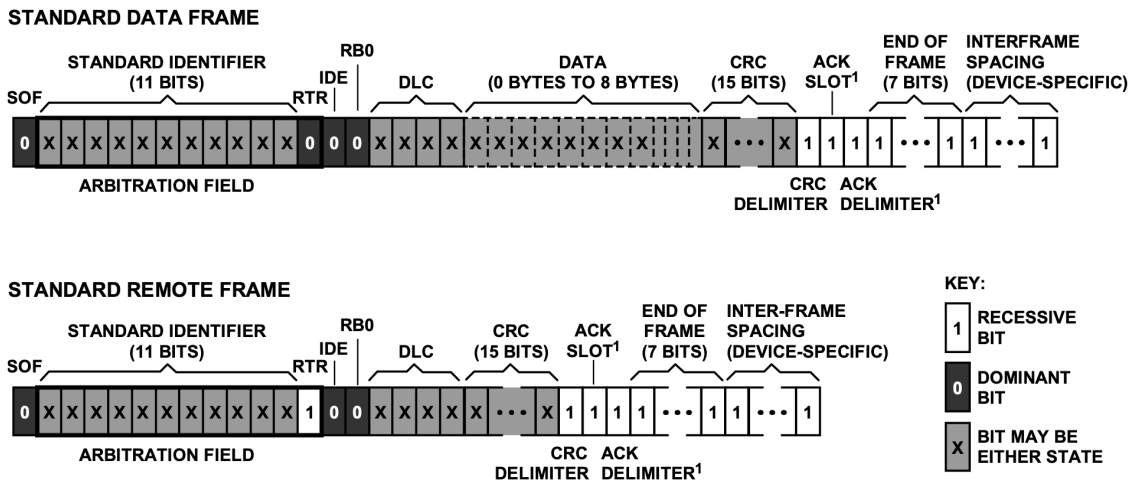 STANDARD DATA FRAME
STANDARD IDENTIFIER
(11 BITS)
RB0
IDE
DLC
DATA
(0 BYTES TO 8 BYTES)
CRC
(15 BITS)
ACK
SLOT1
END OF
FRAME
(7 BITS)
INTERFRAME
SPACING
(DEVICE-SPECIFIC)
SOF
RTR
0 X X X X X X X X X X X 0 0 0 X X X X X X X X X X X X X ••• X 1 1 1 1 ••• 1 1 ••• 1
ARBITRATION FIELD
CRC
DELIMITER
ACK
DELIMITER1
STANDARD REMOTE FRAME
STANDARD IDENTIFIER
(11 BITS)
RB0
IDE
DLC
CRC
(15 BITS)
ACK
SLOT1
END OF
FRAME
(7 BITS)
INTER-FRAME
SPACING
(DEVICE-SPECIFIC)
SOF
RTR
0 X X X X X X X X X X X 1 0 0 X X X X X ••• X 1 1 1 1 ••• 1 1 ••• 1
ARBITRATION FIELD
CRC
DELIMITER
ACK
DELIMITER1
KEY:
1 RECESSIVE
BIT
0 DOMINANT
BIT
X BIT MAY BE
EITHER STATE